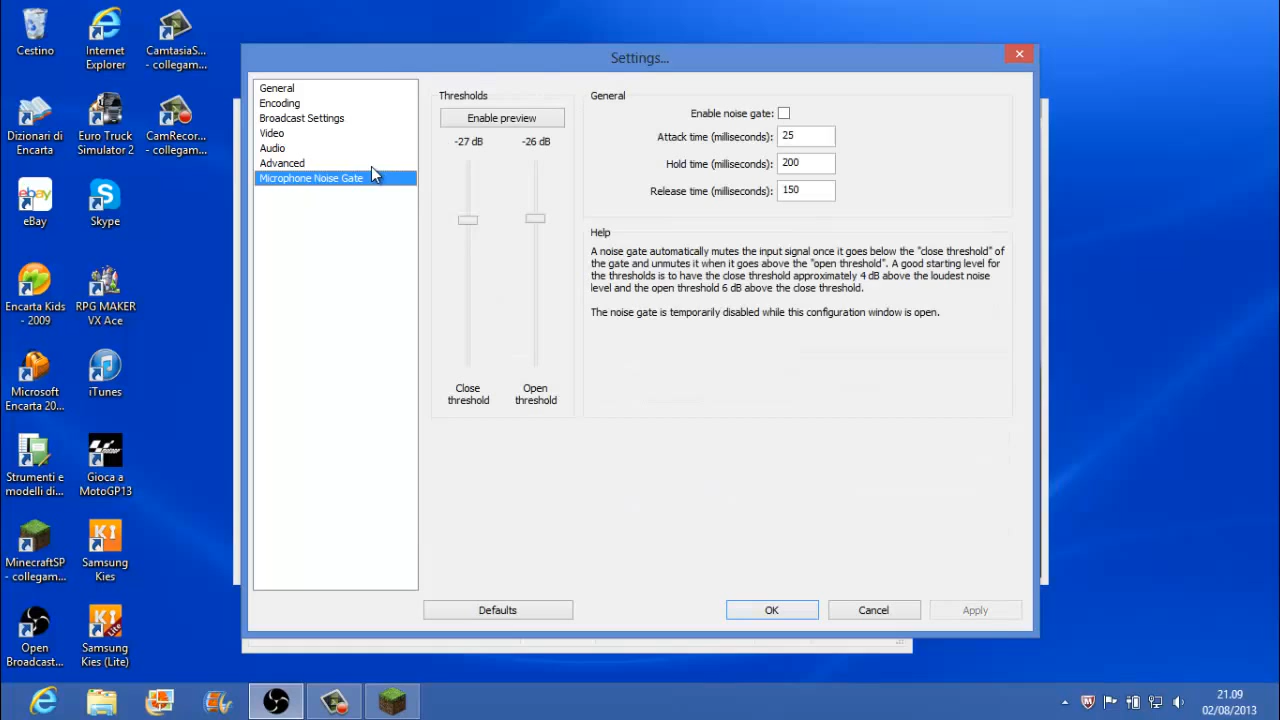 Settings...
Cestino
Internet
Explorer
CamtasiaS...
- collegam...
Dizionari di
Encarta
Euro Truck
Simulator 2
CamRecor...
- collegam...
eBay
Skype
Encarta Kids
- 2009
RPG MAKER
VX Ace
Microsoft
Encarta 20...
iTunes
Strumenti e
modelli di...
Gioca a
MotoGP13
MinecraftSP
- collegam...
Samsung
Kies
Open
Broadcast...
Samsung
Kies (Lite)
General
Encoding
Broadcast Settings
Video
Audio
Advanced
Microphone Noise Gate
Thresholds
Enable preview
-27 dB
-26 dB
Close
threshold
Open
threshold
General
Enable noise gate:
Attack time (milliseconds): 25
Hold time (milliseconds): 200
Release time (milliseconds): 150
Help
A noise gate automatically mutes the input signal once it goes below the "close threshold" of
the gate and unmutes it when it goes above the "open threshold". A good starting level for
the thresholds is to have the close threshold approximately 4 dB above the loudest noise
level and the open threshold 6 dB above the close threshold.
The noise gate is temporarily disabled while this configuration window is open.
Defaults
OK
Cancel
Apply
21.09
02/08/2013